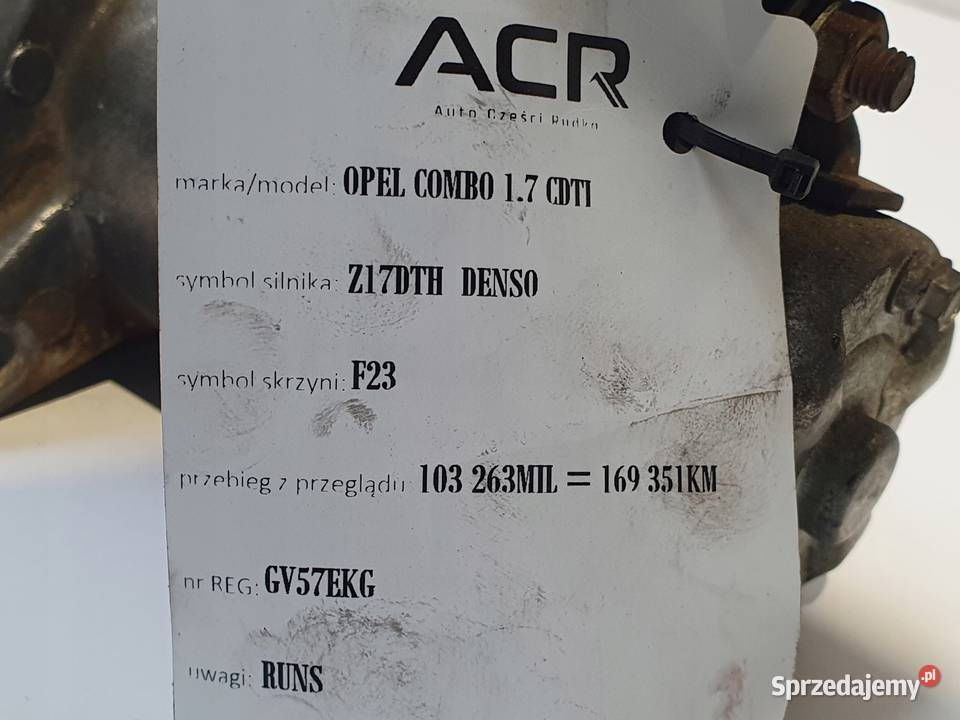 ACR
Auto Części Rudka
marka/model: OPEL COMBO 1.7 CDTI
symbol silnika: Z17DTH DENSO
symbol skrzyni: F23
przebieg z przeglądu: 103 263MIL = 169 351KM
nr REG: GV57EKG
uwagi: RUNS
Sprzedajemy.pl